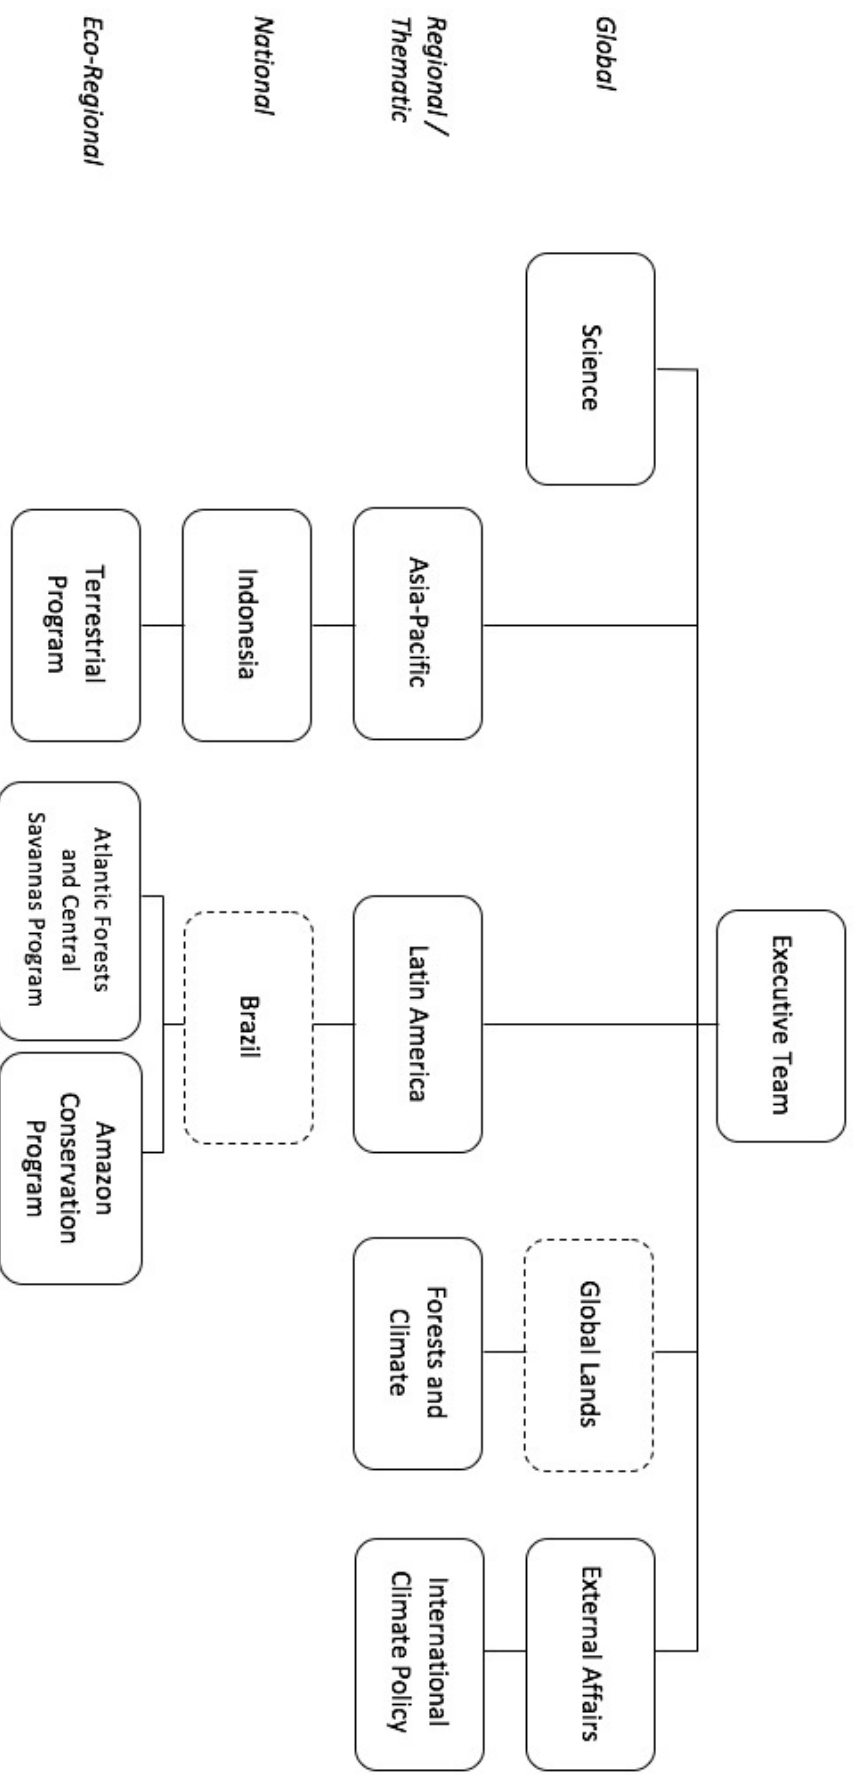 Executive Team
Global
Science
Global Lands
External Affairs
Regional /
Thematic
Asia-Pacific
Latin America
Forests and
Climate
International
Climate Policy
National
Indonesia
Brazil
Eco-Regional
Terrestrial
Program
Atlantic Forests
and Central
Savannas Program
Amazon
Conservation
Program